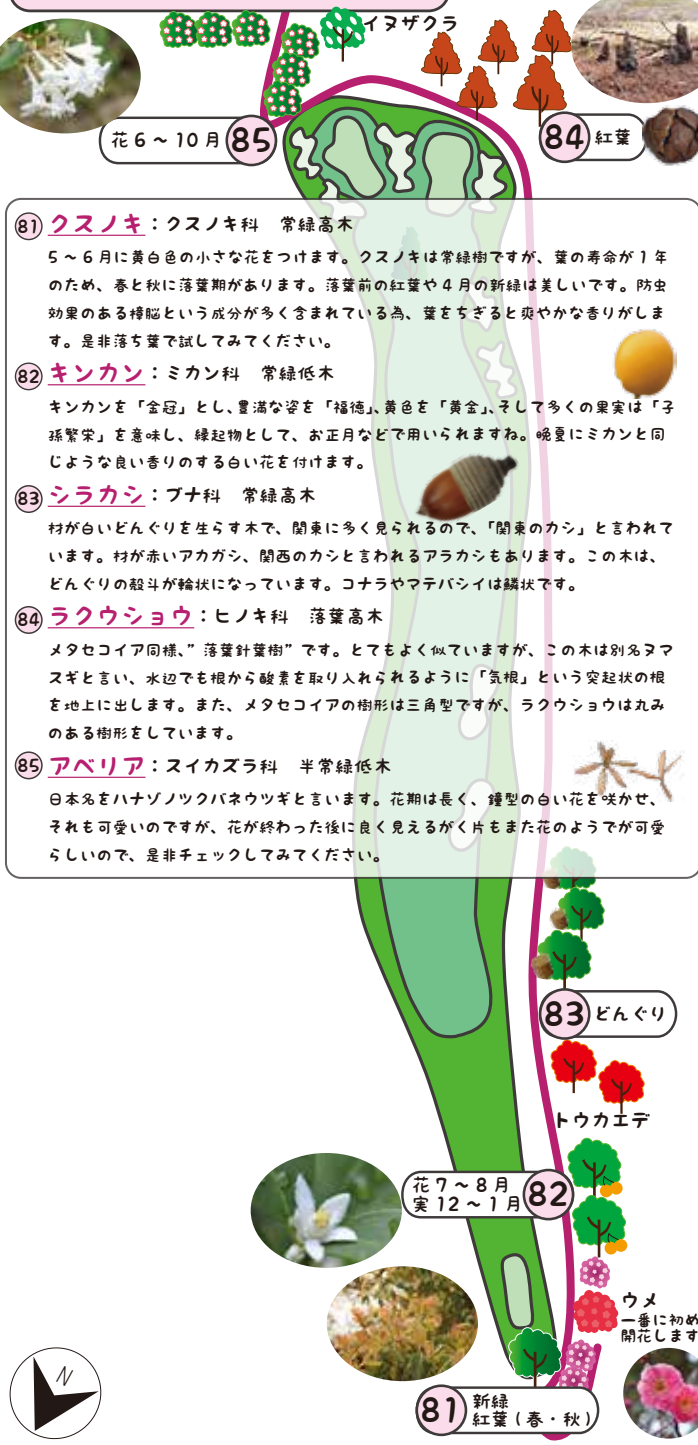 イヌザクラ
花6～10月 85
84 紅葉
81 クスノキ：クスノキ科　常緑高木
5～6月に黄白色の小さな花をつけます。クスノキは常緑樹ですが、葉の寿命が1年
のため、春と秋に落葉期があります。落葉前の紅葉や4月の新緑は美しいです。防虫
効果のある樟脳という成分が多く含まれている為、葉をちぎると爽やかな香りがしま
す。是非落ち葉で試してみてください。
82 キンカン：ミカン科　常緑低木
キンカンを「金冠」とし、豊満な姿を「福徳」、黄色を「黄金」、そして多くの果実は「子
孫繁栄」を意味し、縁起物として、お正月などで用いられますね。晩夏にミカンと同
じような良い香りのする白い花を付けます。
83 シラカシ：ブナ科　常緑高木
材が白いどんぐりを生らす木で、関東に多く見られるので、「関東のカシ」と言われて
います。材が赤いアカガシ、関西のカシと言われるアラカシもあります。この木は、
どんぐりの殻斗が輪状になっています。コナラやマテバシイは鱗状です。
84 ラクウショウ：ヒノキ科　落葉高木
メタセコイア同様、”落葉針葉樹”です。とてもよく似ていますが、この木は別名ヌマ
スギと言い、水辺でも根から酸素を取り入れられるように「気根」という突起状の根
を地上に出します。また、メタセコイアの樹形は三角型ですが、ラクウショウは丸み
のある樹形をしています。
85 アベリア：スイカズラ科　半常緑低木
日本名をハナゾノツクバネウツギと言います。花期は長く、鐘型の白い花を咲かせ、
それも可愛いのですが、花が終わった後に良く見えるがく片もまた花のようでが可愛
らしいので、是非チェックしてみてください。
83 どんぐり
トウカエデ
花7～8月
実12～1月 82
ウメ
一番に初め
開花します
N
81 新緑
紅葉(春・秋)